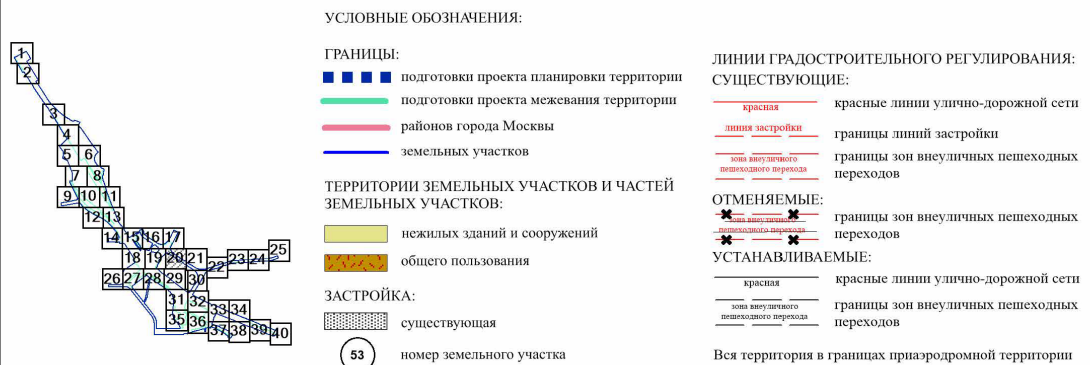 1
2
3
4
5 6
7 8
9 10 11
12 13
14 15 16 17
18 19 20 21
22 23 24 25
26 27 28 29 30
31 32
33 34
35 36
37 38 39 40
УСЛОВНЫЕ ОБОЗНАЧЕНИЯ:
ГРАНИЦЫ:
подготовки проекта планировки территории
подготовки проекта межевания территории
районов города Москвы
земельных участков
ТЕРРИТОРИИ ЗЕМЕЛЬНЫХ УЧАСТКОВ И ЧАСТЕЙ
ЗЕМЕЛЬНЫХ УЧАСТКОВ:
нежилых зданий и сооружений
общего пользования
ЗАСТРОЙКА:
существующая
53 номер земельного участка
ЛИНИИ ГРАДОСТРОИТЕЛЬНОГО РЕГУЛИРОВАНИЯ:
СУЩЕСТВУЮЩИЕ:
красная
красные линии улично-дорожной сети
линия застройки
границы линий застройки
зона внеуличного
пешеходного перехода
границы зон внеуличных пешеходных
переходов
ОТМЕНЯЕМЫЕ:
зона внеуличного
пешеходного перехода
границы зон внеуличных пешеходных
переходов
УСТАНАВЛИВАЕМЫЕ:
красная
красные линии улично-дорожной сети
зона внеуличного
пешеходного перехода
границы зон внеуличных пешеходных
переходов
Вся территория в границах приаэродромной территории